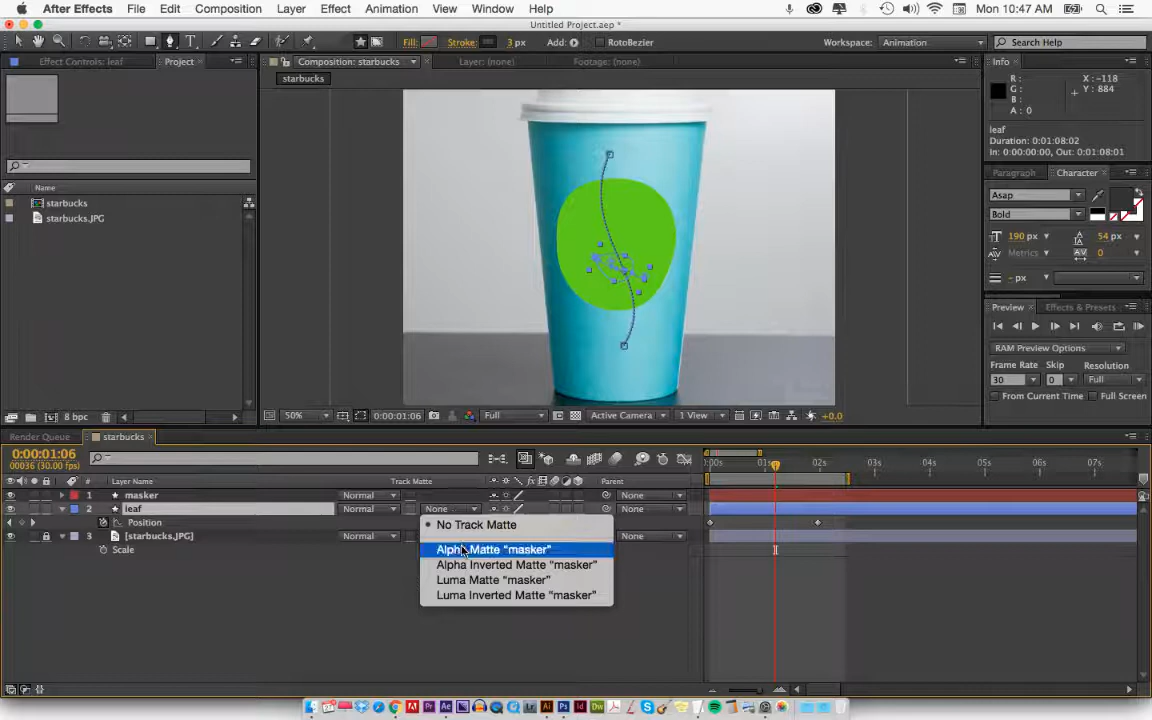 After Effects File Edit Composition Layer Effect Animation View Window Help Mon 10:47 AM
Untitled Project.aep *
Fill: Stroke: 3 px Add: RotoBezier Workspace: Animation Search Help
Effect Controls: leaf Project Composition: starbucks Layer: (none) Footage: (none) Info
starbucks
R: X: -118
G: Y: 884
B:
A: 0
leaf
Duration: 0:01:08:02
In: 0:00:00:00, Out: 0:01:08:01
Paragraph Character
Name
Asap
starbucks
Bold
starbucks.JPG
190 px 54 px
Metrics 0
- px
Preview Effects & Presets
RAM Preview Options
Frame Rate Skip Resolution
30 0 Full
From Current Time Full Screen
8 bpc 50% 0:00:01:06 Full Active Camera 1 View +0.0
Render Queue starbucks
0:00:01:06
00036 (30.00 fps)
:00s 01s 02s 03s 04s 05s 06s 07s
# Layer Name Track Matte Parent
1 masker Normal None
2 leaf Normal None None
Position
No Track Matte
3 [starbucks.JPG] Normal None
Scale
Alpha Matte "masker"
Alpha Inverted Matte "masker"
Luma Matte "masker"
Luma Inverted Matte "masker"